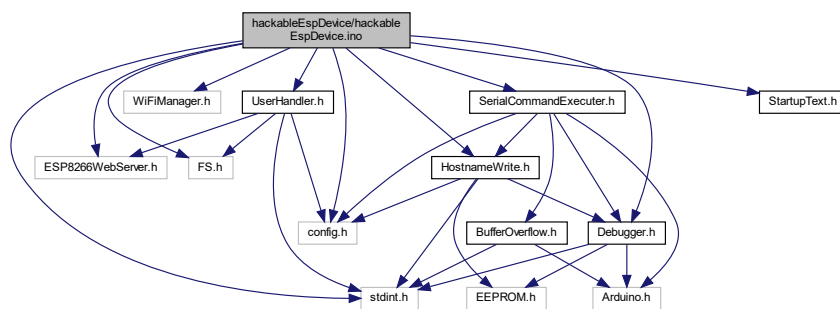 hackableEspDevice/hackable
EspDevice.ino
WiFiManager.h
UserHandler.h
SerialCommandExecuter.h
StartupText.h
ESP8266WebServer.h
FS.h
HostnameWrite.h
config.h
BufferOverflow.h
Debugger.h
stdint.h
EEPROM.h
Arduino.h